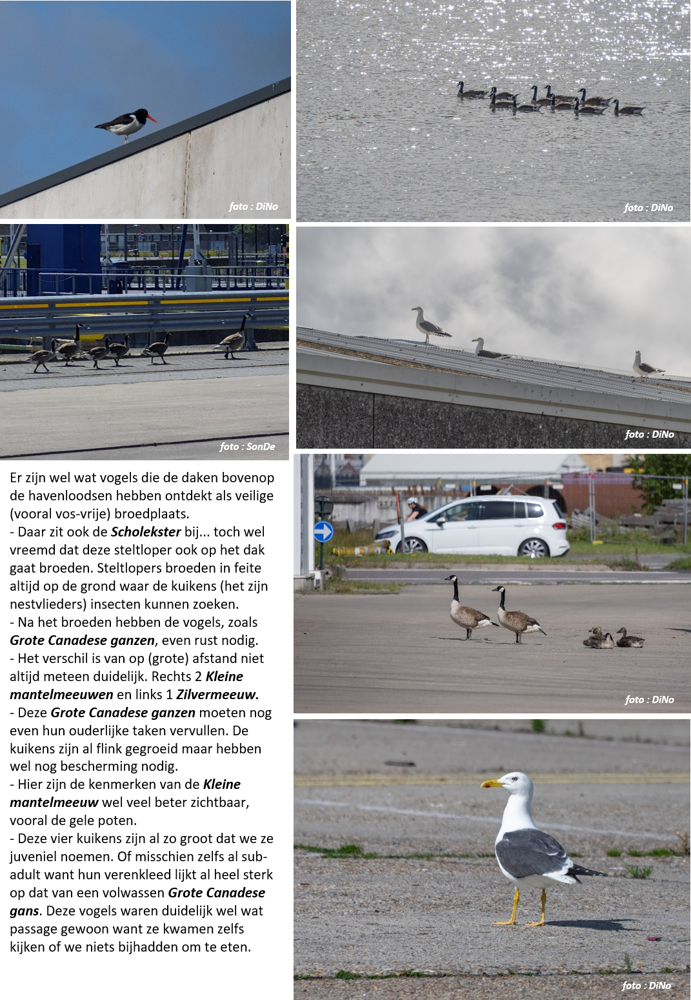 foto : DiNo
foto : DiNo
foto : SonDe
foto : DiNo
Er zijn wel wat vogels die de daken bovenop
de havenloodsen hebben ontdekt als veilige
(vooral vos-vrije) broedplaats.
- Daar zit ook de Scholekster bij... toch wel
vreemd dat deze steltloper ook op het dak
gaat broeden. Steltlopers broeden in feite
altijd op de grond waar de kuikens (het zijn
nestvlieders) insecten kunnen zoeken.
- Na het broeden hebben de vogels, zoals
Grote Canadese ganzen, even rust nodig.
- Het verschil is van op (grote) afstand niet
altijd meteen duidelijk. Rechts 2 Kleine
mantelmeeuwen en links 1 Zilvermeeuw.
- Deze Grote Canadese ganzen moeten nog
even hun ouderlijke taken vervullen. De
kuikens zijn al flink gegroeid maar hebben
wel nog bescherming nodig.
- Hier zijn de kenmerken van de Kleine
mantelmeeuw wel veel beter zichtbaar,
vooral de gele poten.
- Deze vier kuikens zijn al zo groot dat we ze
juveniel noemen. Of misschien zelfs al sub-
adult want hun verenkleed lijkt al heel sterk
op dat van een volwassen Grote Canadese
gans. Deze vogels waren duidelijk wel wat
passage gewoon want ze kwamen zelfs
kijken of we niets bijhadden om te eten.
foto : DiNo
foto : DiNo